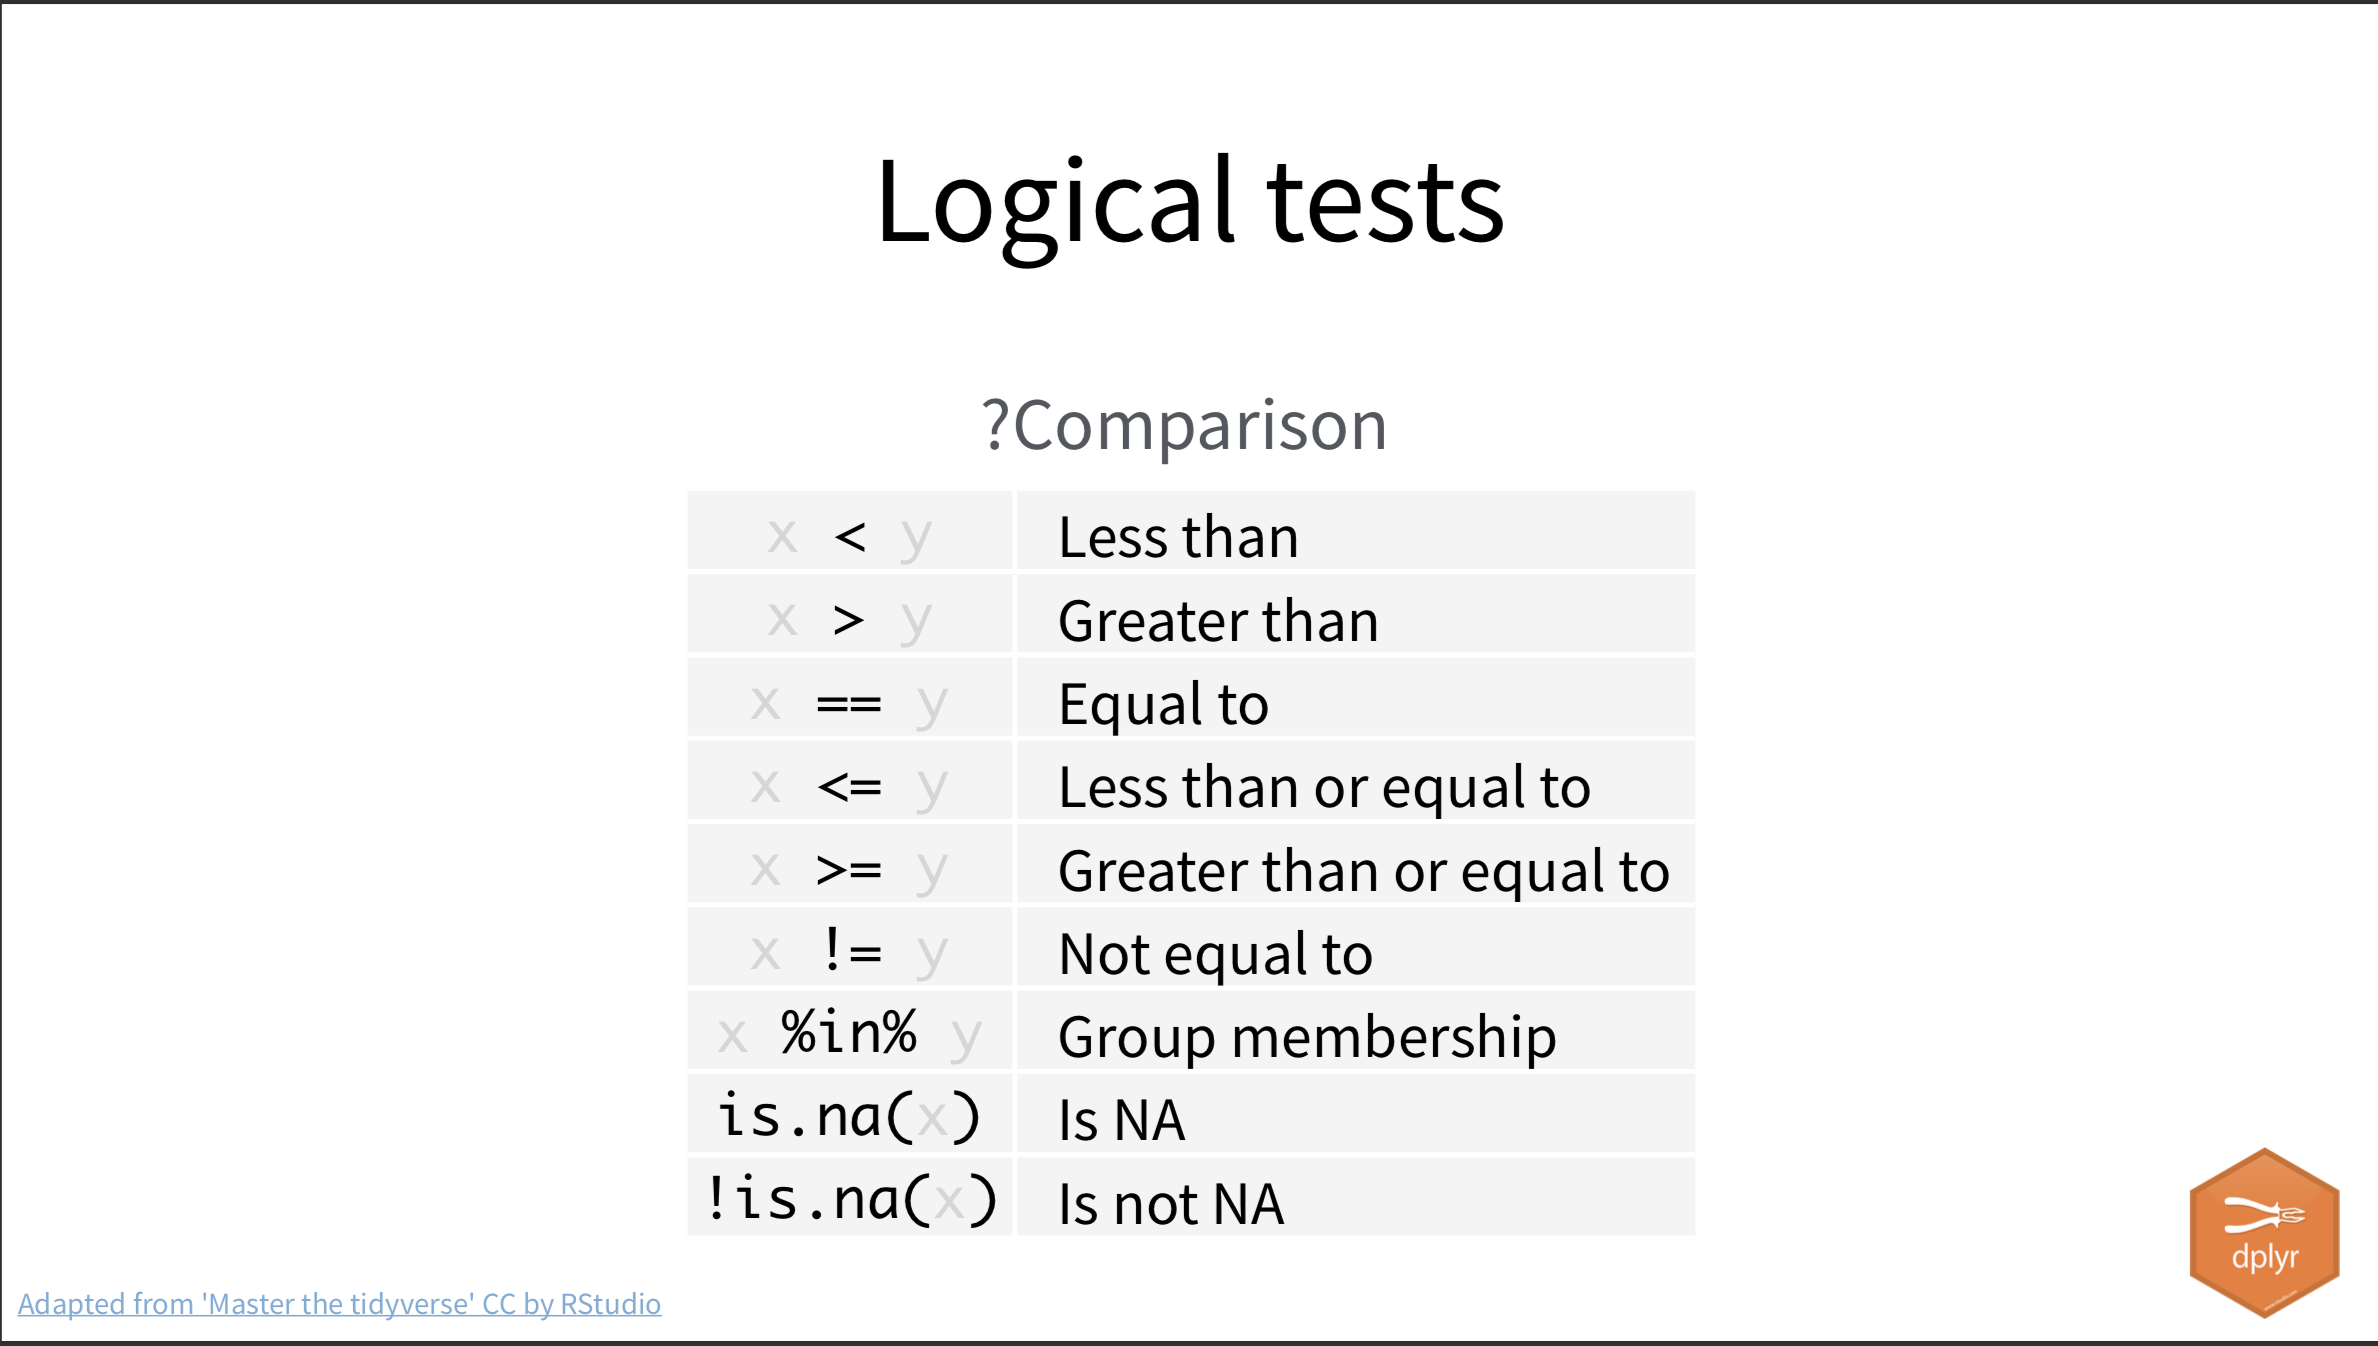 Logical tests
?Comparison
x < y Less than
x > y Greater than
x == y Equal to
x <= y Less than or equal to
x >= y Greater than or equal to
x != y Not equal to
x %in% y Group membership
is.na(x) Is NA
!is.na(x) Is not NA
dplyr
Adapted from 'Master the tidyverse' CC by RStudio